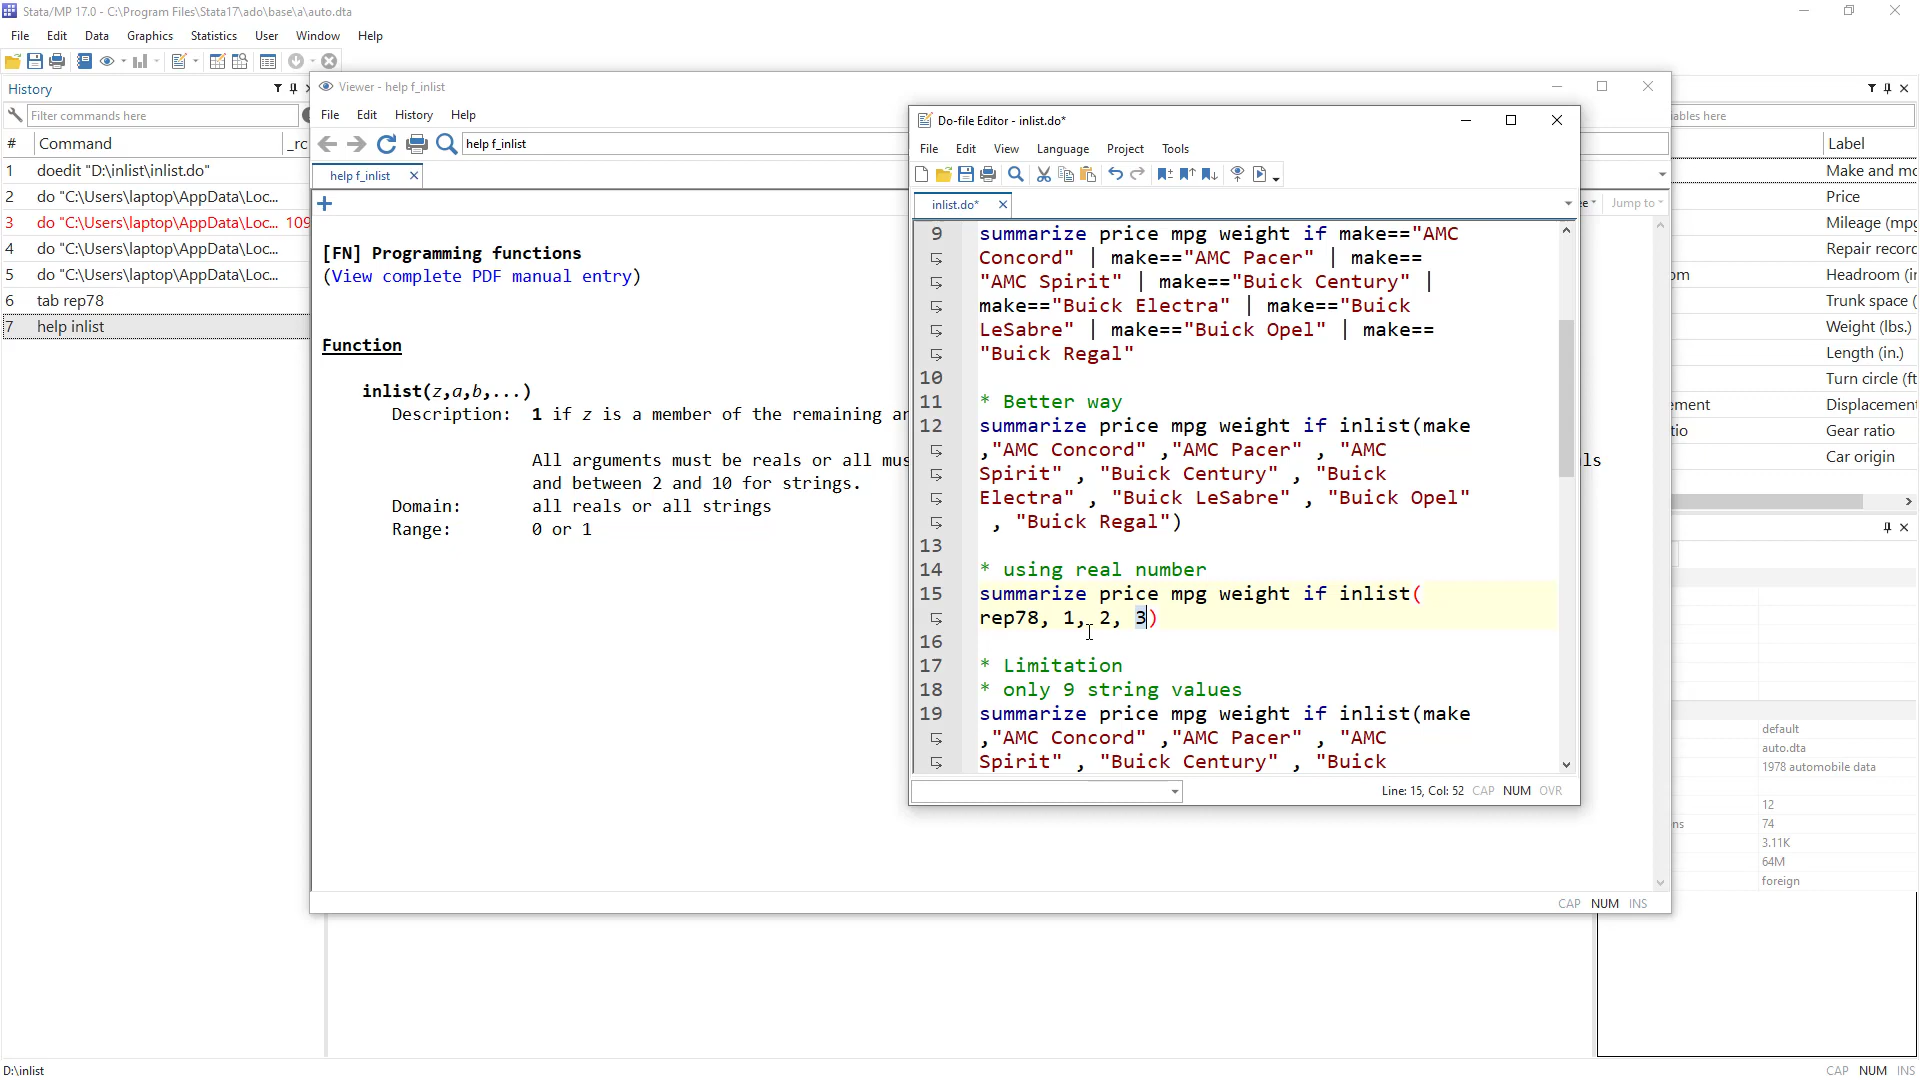 Stata/MP 17.0 - C:\Program Files\Stata17\ado\base\a\auto.dta
File Edit Data Graphics Statistics User Window Help
History
Filter commands here
# Command _rc
1 doedit "D:\inlist\inlist.do"
2 do "C:\Users\laptop\AppData\Loc...
3 do "C:\Users\laptop\AppData\Loc... 109
4 do "C:\Users\laptop\AppData\Loc...
5 do "C:\Users\laptop\AppData\Loc...
6 tab rep78
7 help inlist
Viewer - help f_inlist
File Edit History Help
help f_inlist
help f_inlist
Jump to
[FN] Programming functions
(View complete PDF manual entry)
Function
inlist(z,a,b,...)
Description: 1 if z is a member of the remaining
All arguments must be reals or all
and between 2 and 10 for strings.
Domain: all reals or all strings
Range: 0 or 1
CAP NUM INS
Do-file Editor - inlist.do*
File Edit View Language Project Tools
inlist.do*
9 summarize price mpg weight if make=="AMC
Concord" | make=="AMC Pacer" | make==
"AMC Spirit" | make=="Buick Century" |
make=="Buick Electra" | make=="Buick
LeSabre" | make=="Buick Opel" | make==
"Buick Regal"
10
11 * Better way
12 summarize price mpg weight if inlist(make
,"AMC Concord" ,"AMC Pacer" , "AMC
Spirit" , "Buick Century" , "Buick
Electra" , "Buick LeSabre" , "Buick Opel"
, "Buick Regal")
13
14 * using real number
15 summarize price mpg weight if inlist(
rep78, 1, 2, 3)
16
17 * Limitation
18 * only 9 string values
19 summarize price mpg weight if inlist(make
,"AMC Concord" ,"AMC Pacer" , "AMC
Spirit" , "Buick Century" , "Buick
Line: 15, Col: 52 CAP NUM OVR
ables here
Label
Make and mo
Price
Mileage (mpg
Repair record
Headroom (in
Trunk space (
Weight (lbs.)
Length (in.)
Turn circle (ft
ement Displacement
tio Gear ratio
Car origin
default
auto.dta
1978 automobile data
12
ns 74
3.11K
64M
foreign
D:\inlist
CAP NUM INS